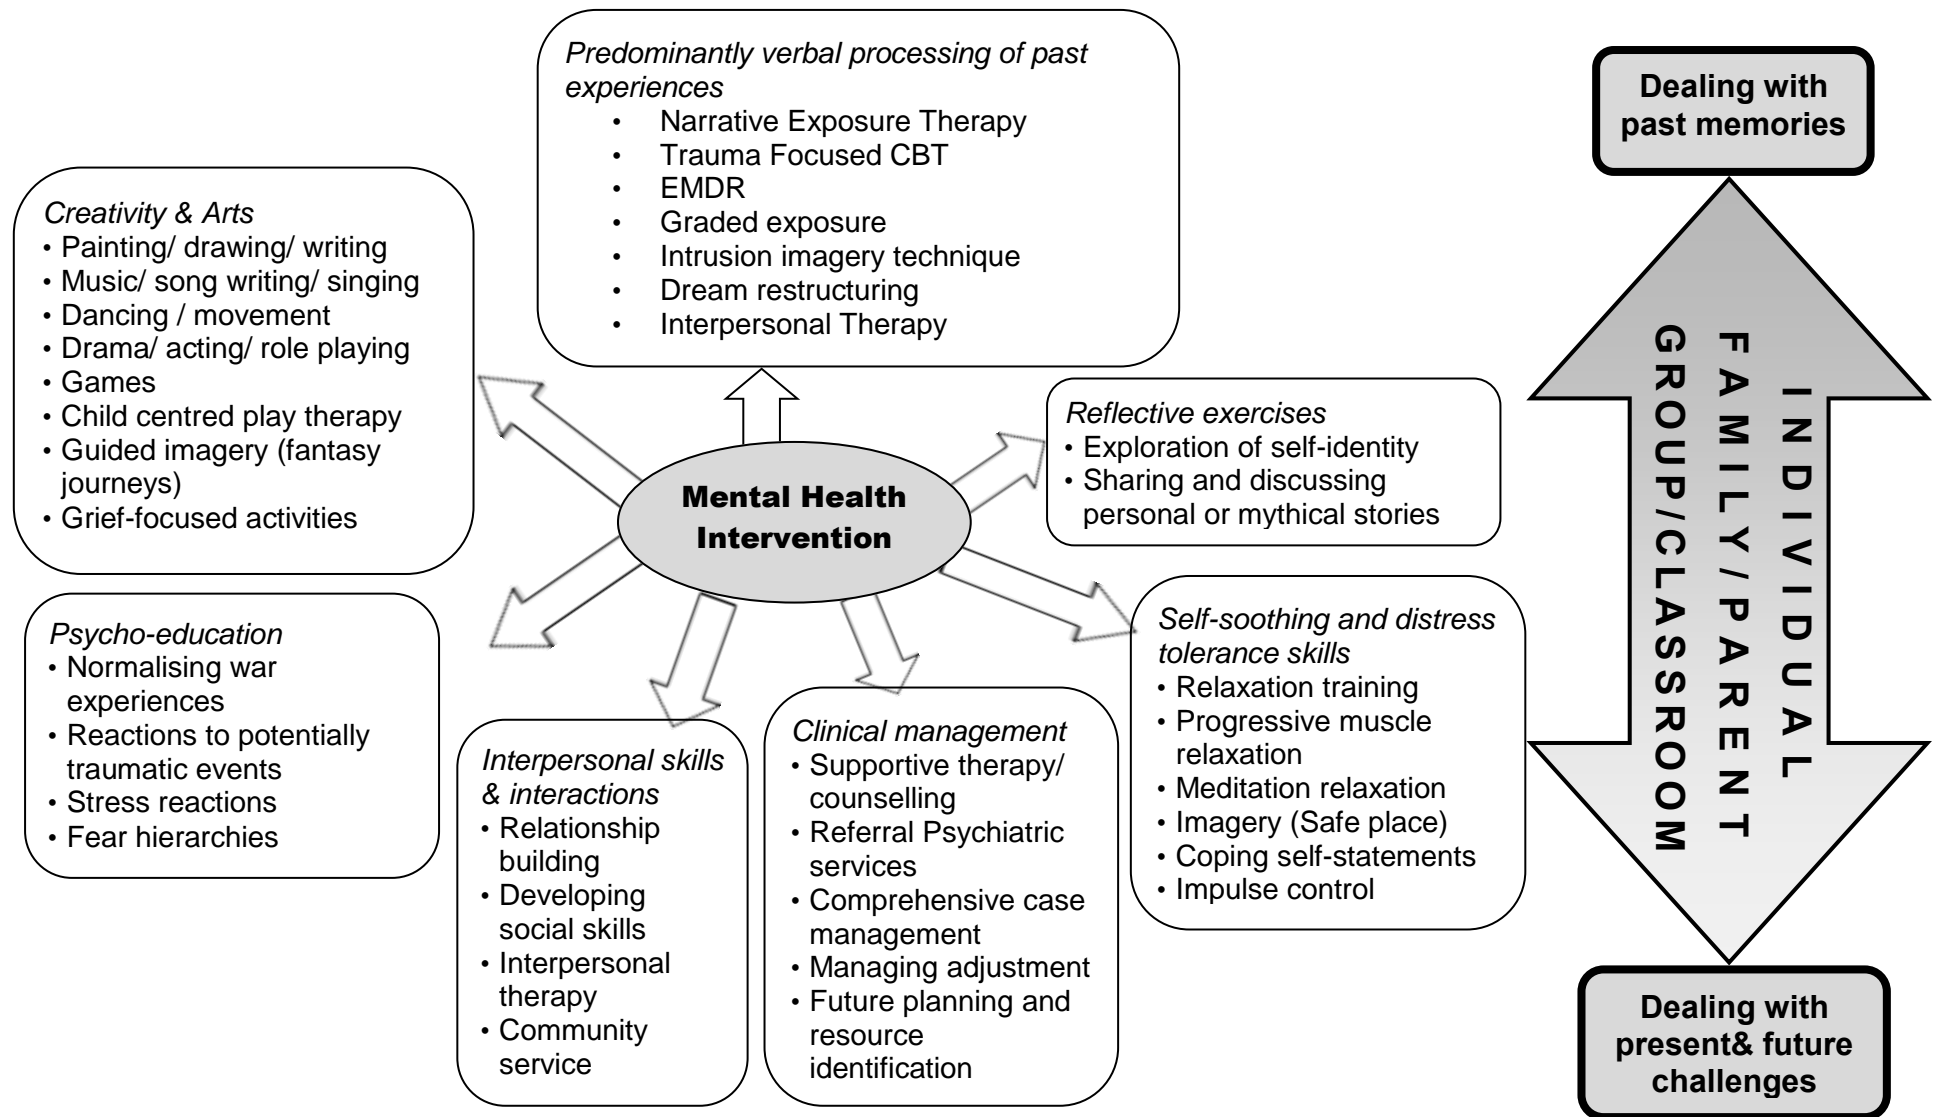 Predominantly verbal processing of past
experiences
• Narrative Exposure Therapy
• Trauma Focused CBT
• EMDR
• Graded exposure
• Intrusion imagery technique
• Dream restructuring
• Interpersonal Therapy
Creativity & Arts
• Painting/ drawing/ writing
• Music/ song writing/ singing
• Dancing / movement
• Drama/ acting/ role playing
• Games
• Child centred play therapy
• Guided imagery (fantasy
journeys)
• Grief-focused activities
Reflective exercises
• Exploration of self-identity
• Sharing and discussing
personal or mythical stories
Mental Health
Intervention
Psycho-education
• Normalising war
experiences
• Reactions to potentially
traumatic events
• Stress reactions
• Fear hierarchies
Interpersonal skills
& interactions
• Relationship
building
• Developing
social skills
• Interpersonal
therapy
• Community
service
Clinical management
• Supportive therapy/
counselling
• Referral Psychiatric
services
• Comprehensive case
management
• Managing adjustment
• Future planning and
resource
identification
Self-soothing and distress
tolerance skills
• Relaxation training
• Progressive muscle
relaxation
• Meditation relaxation
• Imagery (Safe place)
• Coping self-statements
• Impulse control
Dealing with
past memories
INDIVIDUAL
FAMILY/PARENT
GROUP/CLASSROOM
Dealing with
present& future
challenges